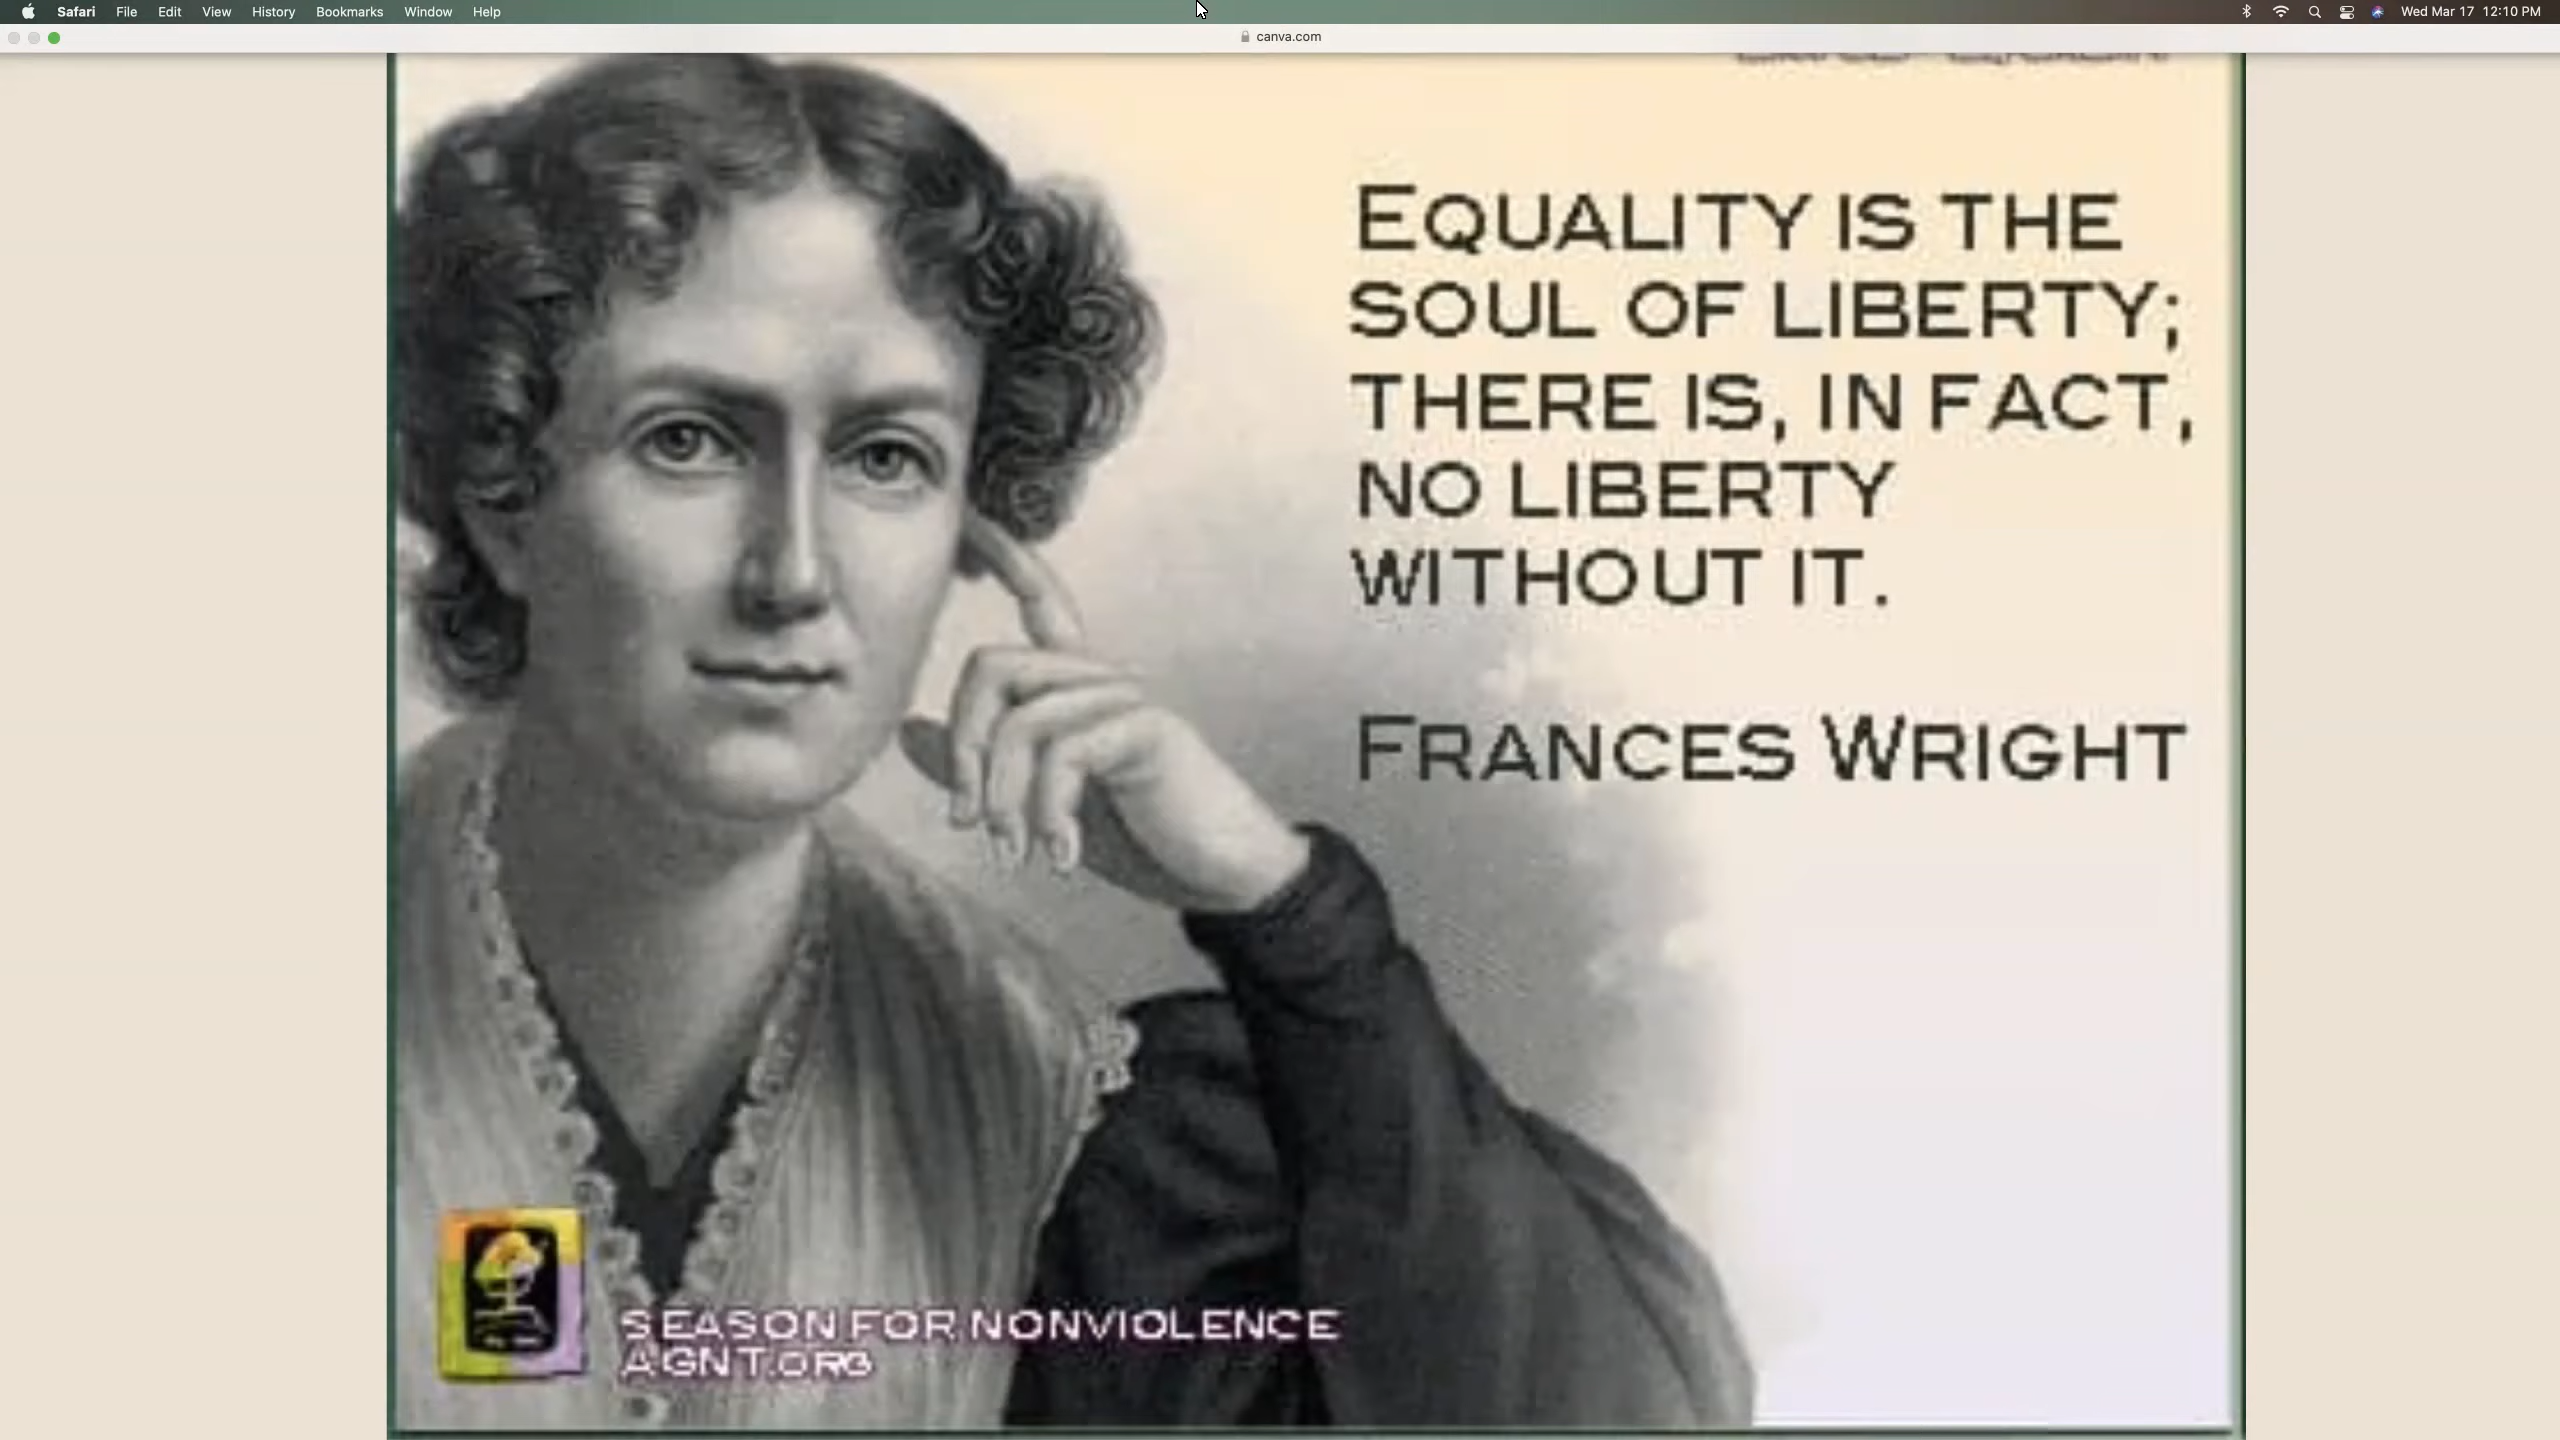 Safari File Edit View History Bookmarks Window Help
Wed Mar 17 12:10 PM
canva.com
EQUALITY IS THE
SOUL OF LIBERTY;
THERE IS, IN FACT,
NO LIBERTY
WITHOUT IT.
FRANCES WRIGHT
SEASON FOR NONVIOLENCE
AGNT.ORG